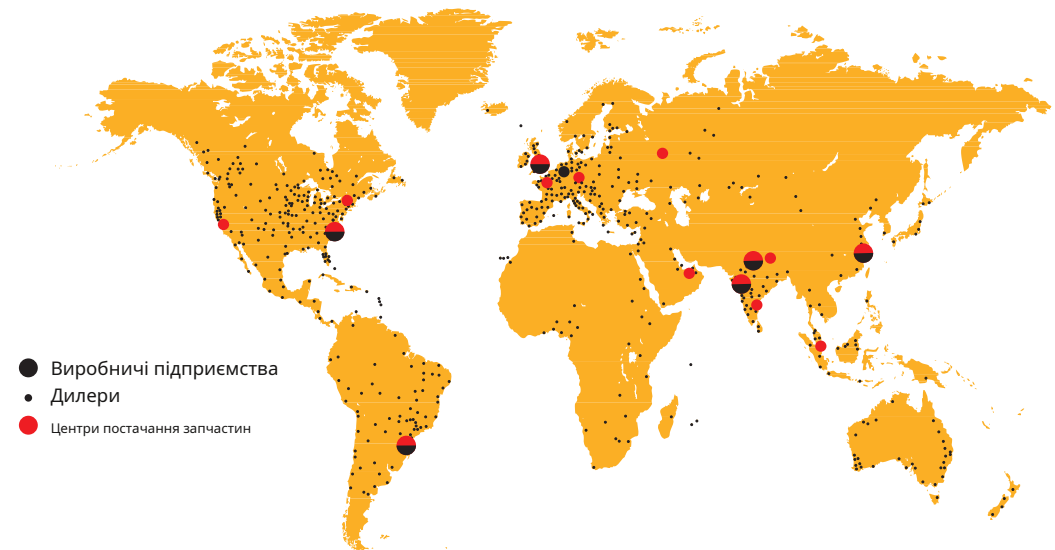 Виробничі підприємства
Дилери
Центри постачання запчастин